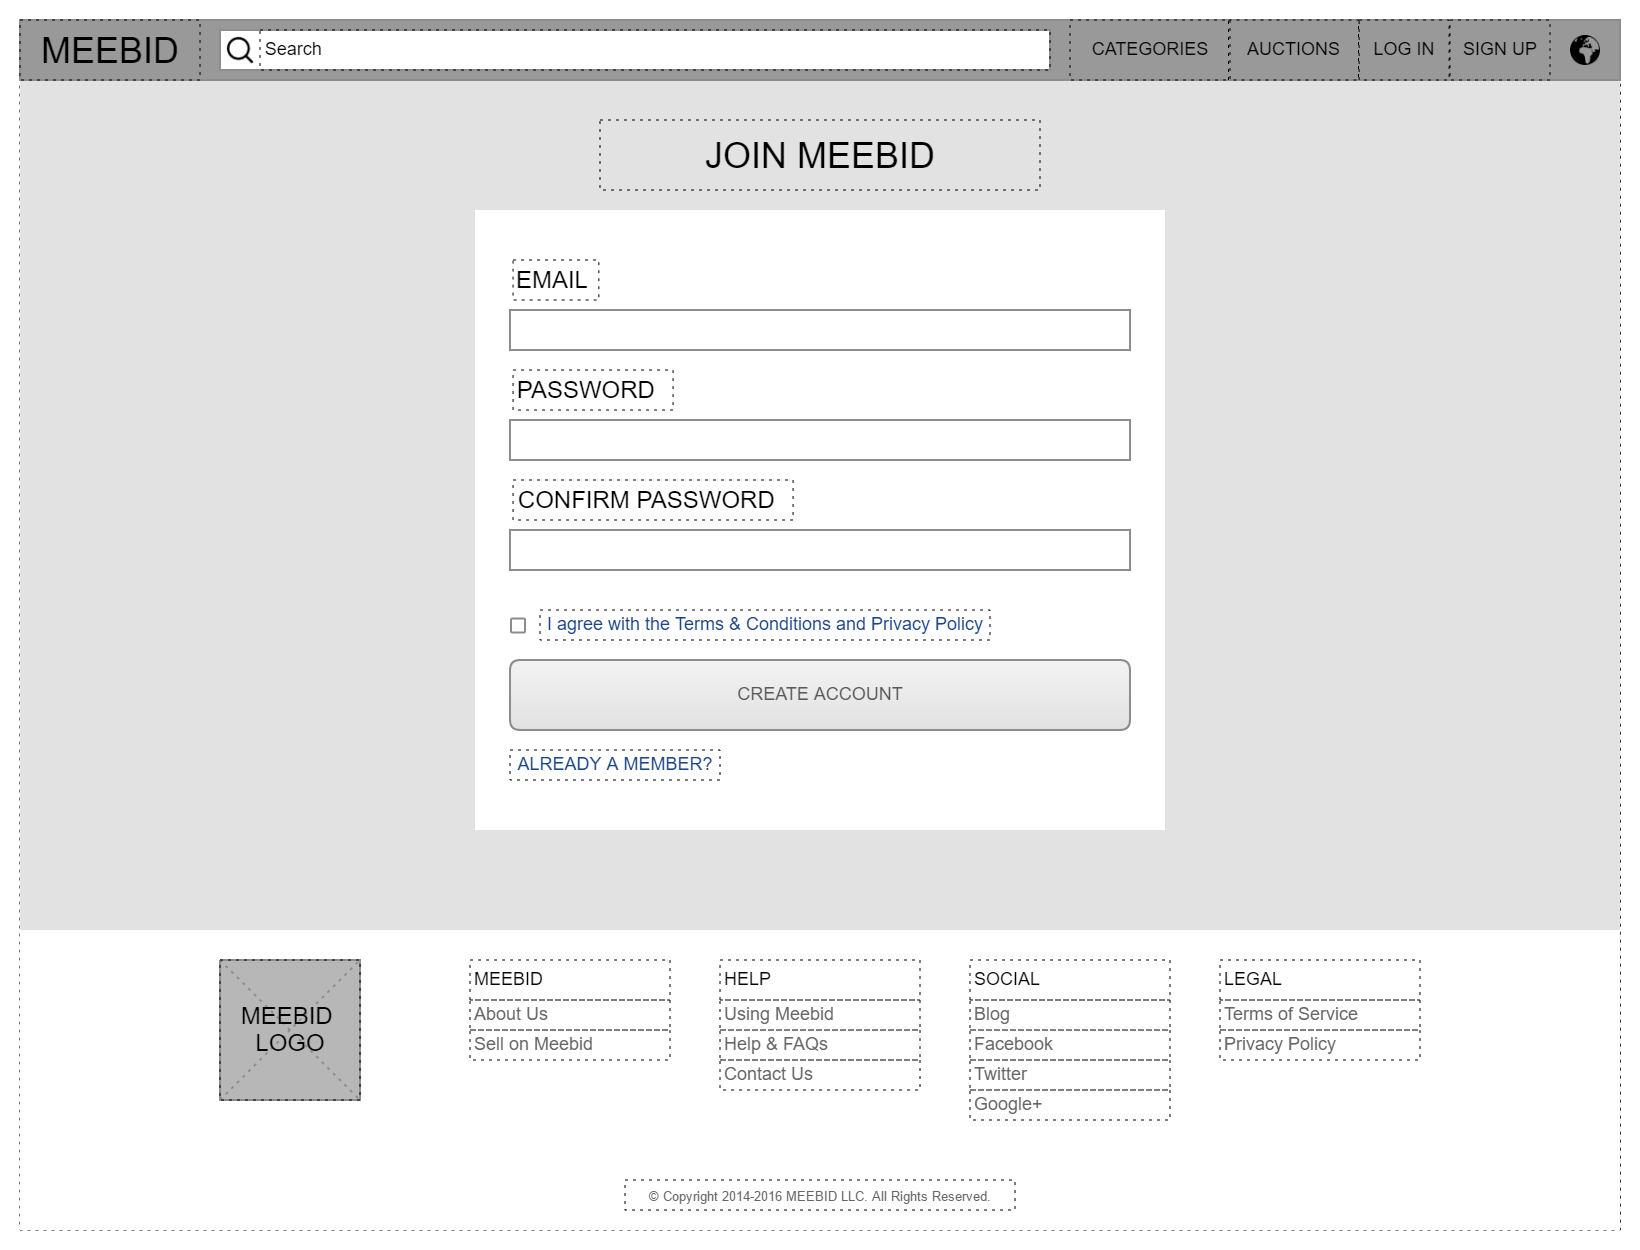 MEEBID
Search
CATEGORIES
AUCTIONS
LOG IN
SIGN UP
JOIN MEEBID
EMAIL
PASSWORD
CONFIRM PASSWORD
I agree with the Terms & Conditions and Privacy Policy
CREATE ACCOUNT
ALREADY A MEMBER?
MEEBID
LOGO
MEEBID
About Us
Sell on Meebid
HELP
Using Meebid
Help & FAQs
Contact Us
SOCIAL
Blog
Facebook
Twitter
Google+
LEGAL
Terms of Service
Privacy Policy
© Copyright 2014-2016 MEEBID LLC. All Rights Reserved.